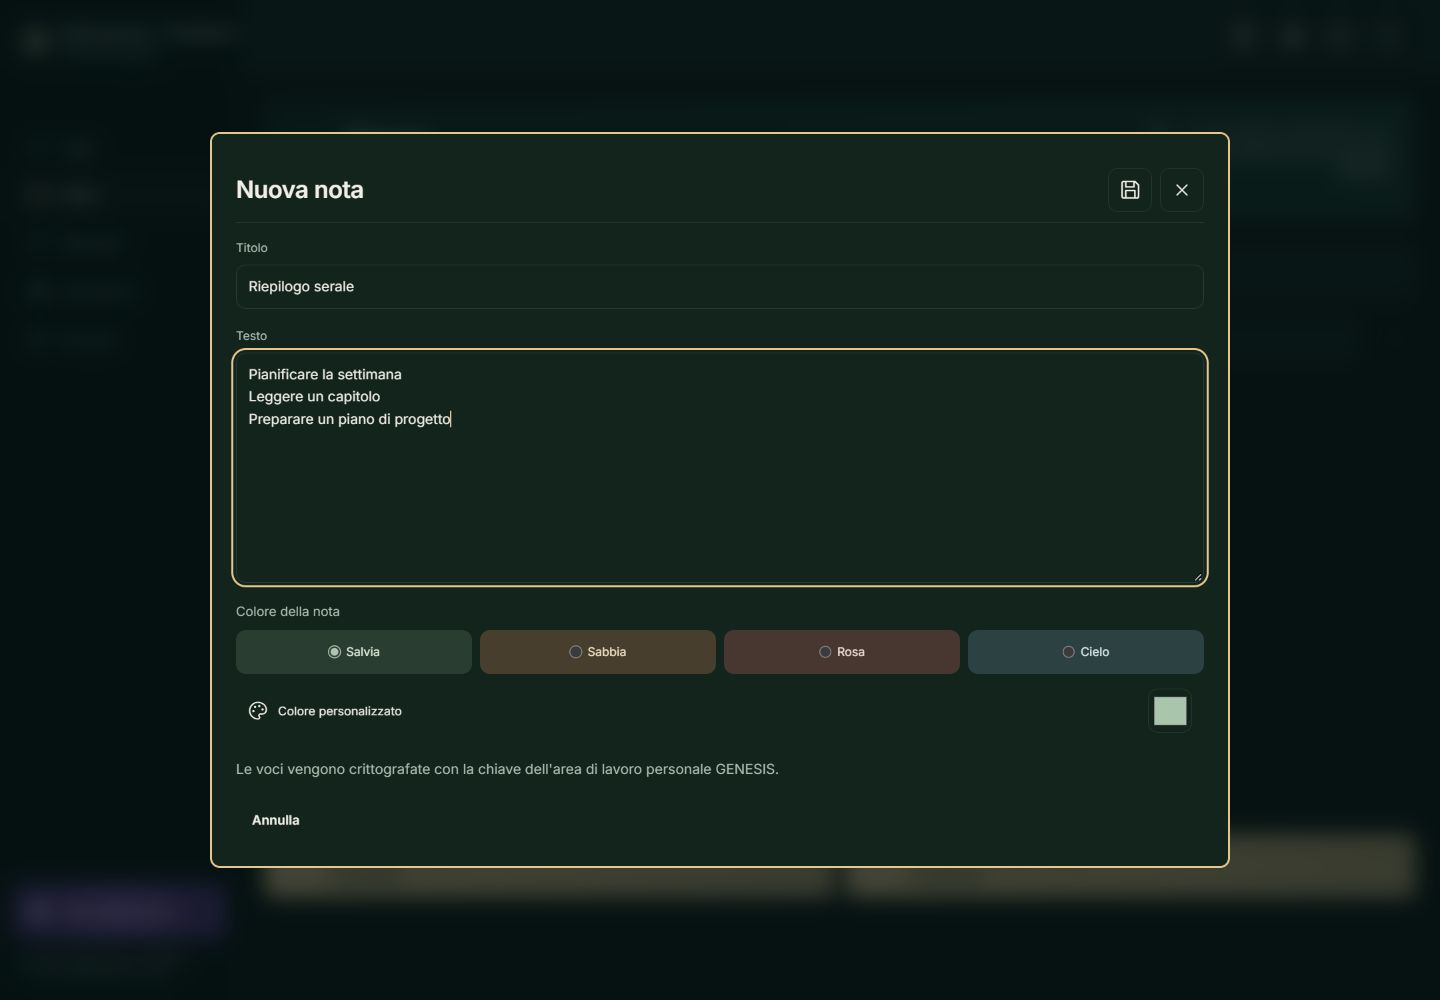 Nuova nota
Titolo
Riepilogo serale
Testo
Pianificare la settimana
Leggere un capitolo
Preparare un piano di progetto
Colore della nota
Salvia
Sabbia
Rosa
Cielo
Colore personalizzato
Le voci vengono crittografate con la chiave dell'area di lavoro personale GENESIS.
Annulla